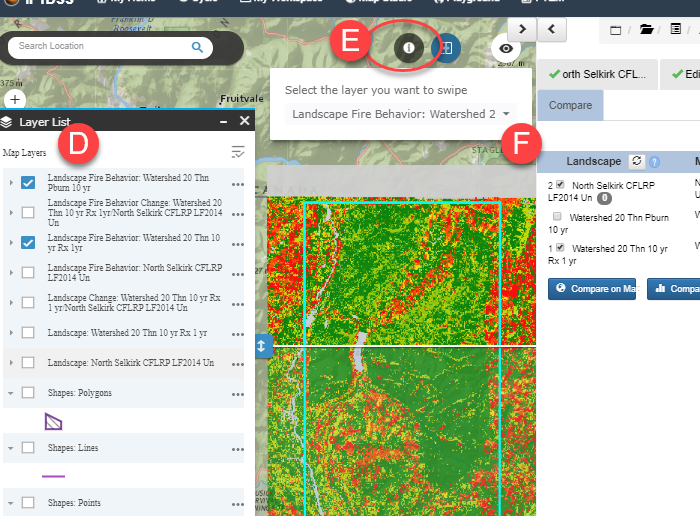 IFTDSS My Home Cycle My Workspace Map Studio Playground
Franklin D
Roosevelt
E
Search Location
2567 m
375 m
+
Fruitvale
Select the layer you want to swipe
Landscape Fire Behavior: Watershed 2
F
STAGLE
CANADA
Layer List
D
Map Layers
Landscape Fire Behavior: Watershed 20 Thn
Pburn 10 yr
Landscape Fire Behavior Change: Watershed
20 Thn 10 yr Rx 1yr/North Selkirk CFLRP LF2014
Un
Landscape Fire Behavior: Watershed 20 Thn 10
yr Rx 1yr
Landscape Fire Behavior: North Selkirk CFLRP
LF2014 Un
Landscape Change: Watershed 20 Thn 10 yr Rx
1 yr/North Selkirk CFLRP LF2014 Un
Landscape: Watershed 20 Thn 10 yr Rx 1 yr
Landscape: North Selkirk CFLRP LF2014 Un
Shapes: Polygons
Shapes: Lines
Shapes: Points
orth Selkirk CFL...
Edi
Compare
Landscape ?
M
2 North Selkirk CFLRP
LF2014 Un 0
N
U
Watershed 20 Thn Pburn
10 yr
W
1 Watershed 20 Thn 10 yr
Rx 1 yr
W
Compare on Ma
Compa